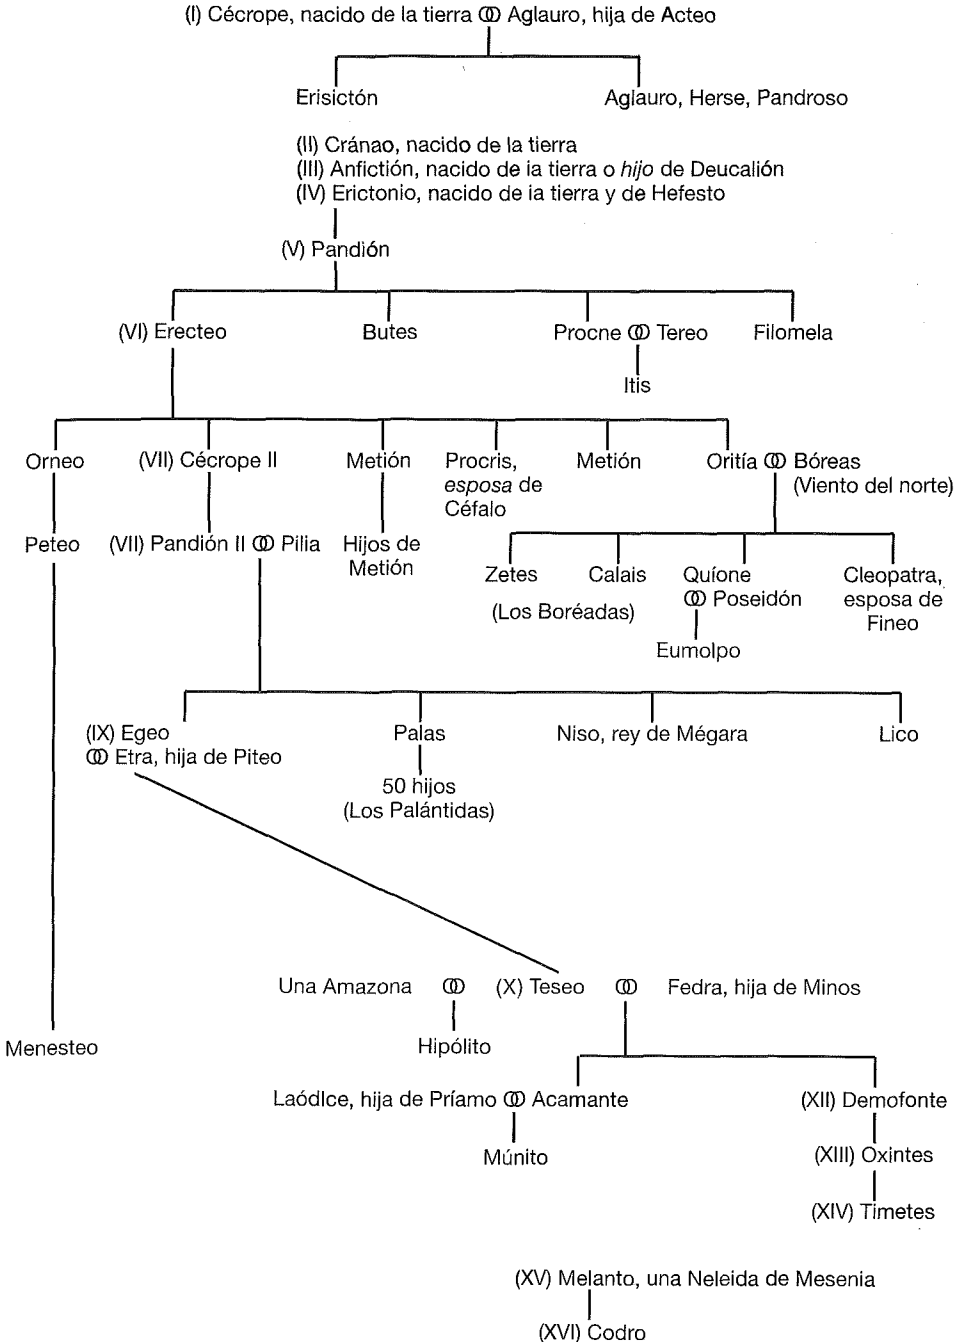 (I) Cécrope, nacido de la tierra ⚭ Aglauro, hija de Acteo
Erisictón
Aglauro, Herse, Pandroso
(II) Cránao, nacido de la tierra
(III) Anfictión, nacido de la tierra o hijo de Deucalión
(IV) Erictonio, nacido de la tierra y de Hefesto
(V) Pandión
(VI) Erecteo
Butes
Procne ⚭ Tereo
Filomela
Itis
Orneo
(VII) Cécrope II
Metión
Procris,
esposa de
Céfalo
Metión
Oritía ⚭ Bóreas
(Viento del norte)
Peteo
(VII) Pandión II ⚭ Pilia
Hijos de
Metión
Zetes
Calais
(Los Boréadas)
Quíone
⚭ Poseidón
Eumolpo
Cleopatra,
esposa de
Fineo
(IX) Egeo
⚭ Etra, hija de Piteo
Palas
50 hijos
(Los Palántidas)
Niso, rey de Mégara
Lico
Una Amazona ⚭ (X) Teseo ⚭ Fedra, hija de Minos
Menesteo
Hipólito
Laódice, hija de Príamo ⚭ Acamante
(XII) Demofonte
Múnito
(XIII) Oxintes
(XIV) Timetes
(XV) Melanto, una Neleida de Mesenia
(XVI) Codro